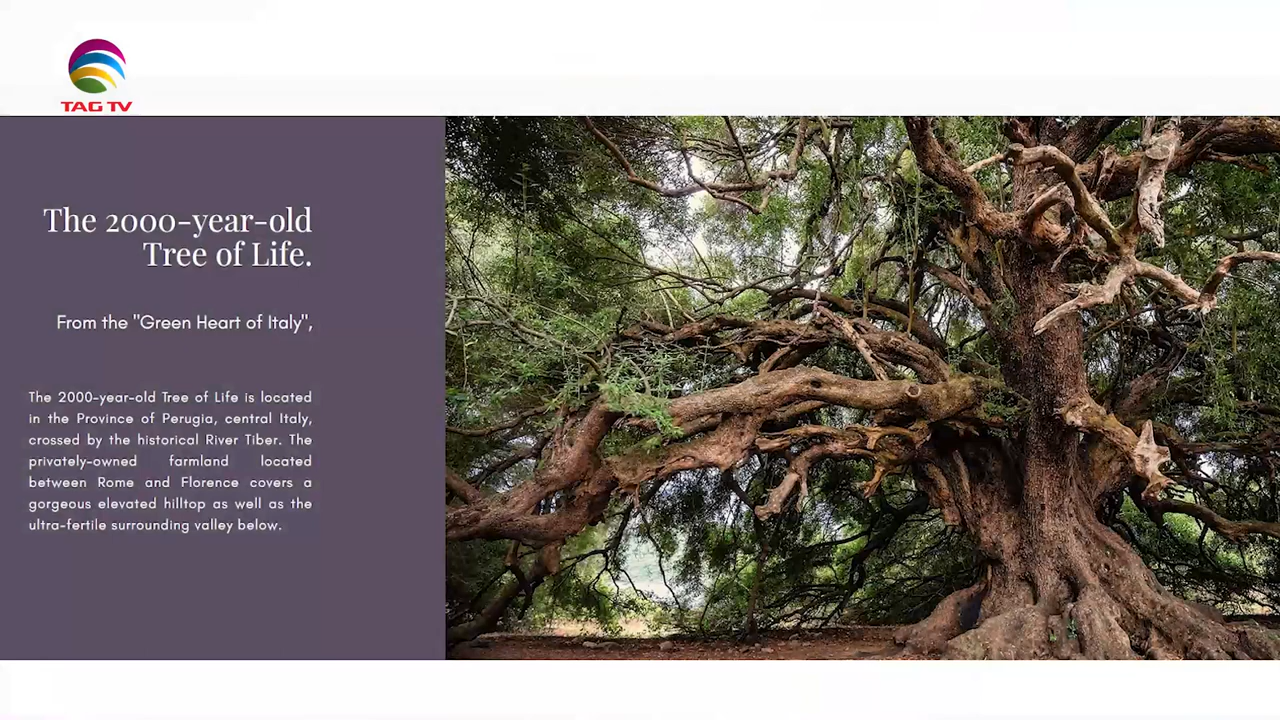 TAG TV
The 2000-year-old
Tree of Life.
From the "Green Heart of Italy",
The 2000-year-old Tree of Life is located
in the Province of Perugia, central Italy,
crossed by the historical River Tiber. The
privately-owned farmland located
between Rome and Florence covers a
gorgeous elevated hilltop as well as the
ultra-fertile surrounding valley below.